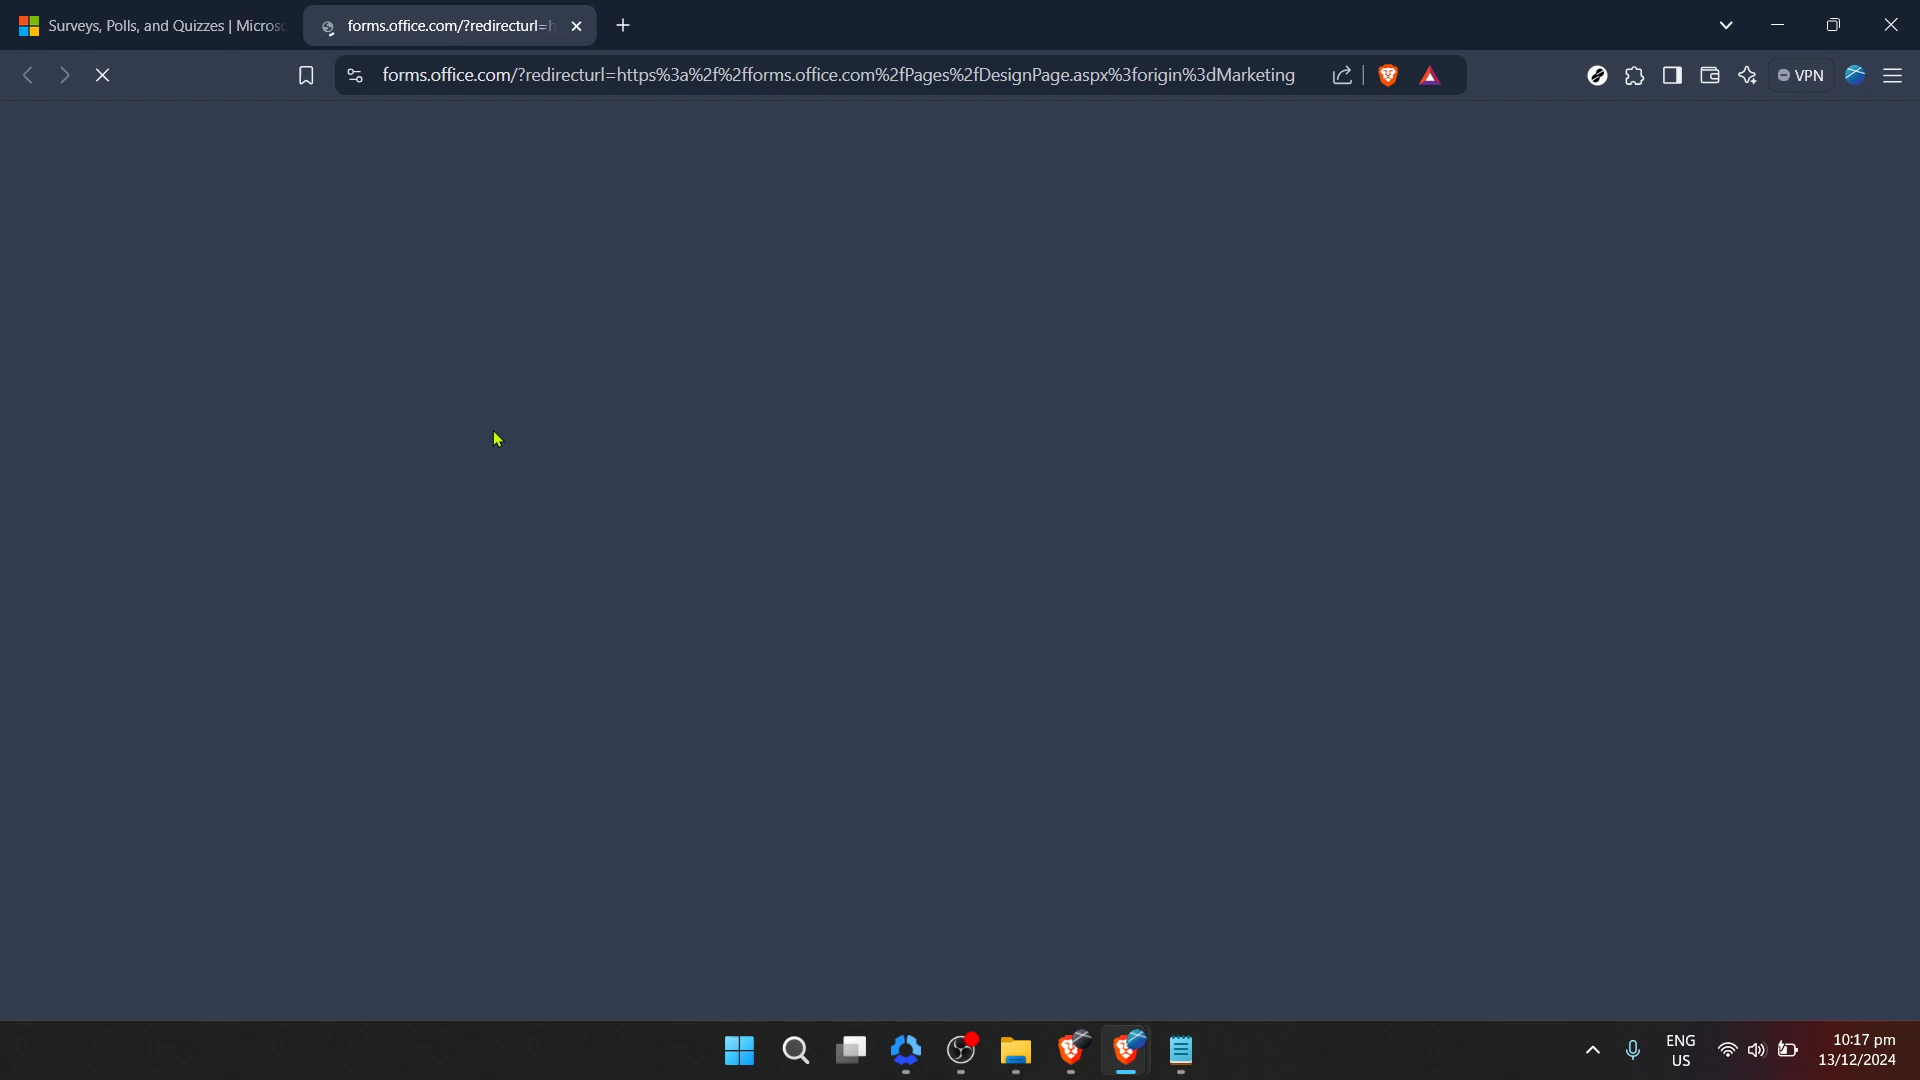 Surveys, Polls, and Quizzes | Micros
forms.office.com/?redirecturl=h
forms.office.com/?redirecturl=https%3a%2f%2fforms.office.com%2fPages%2fDesignPage.aspx%3forigin%3dMarketing
VPN
ENG
US
10:17 pm
13/12/2024